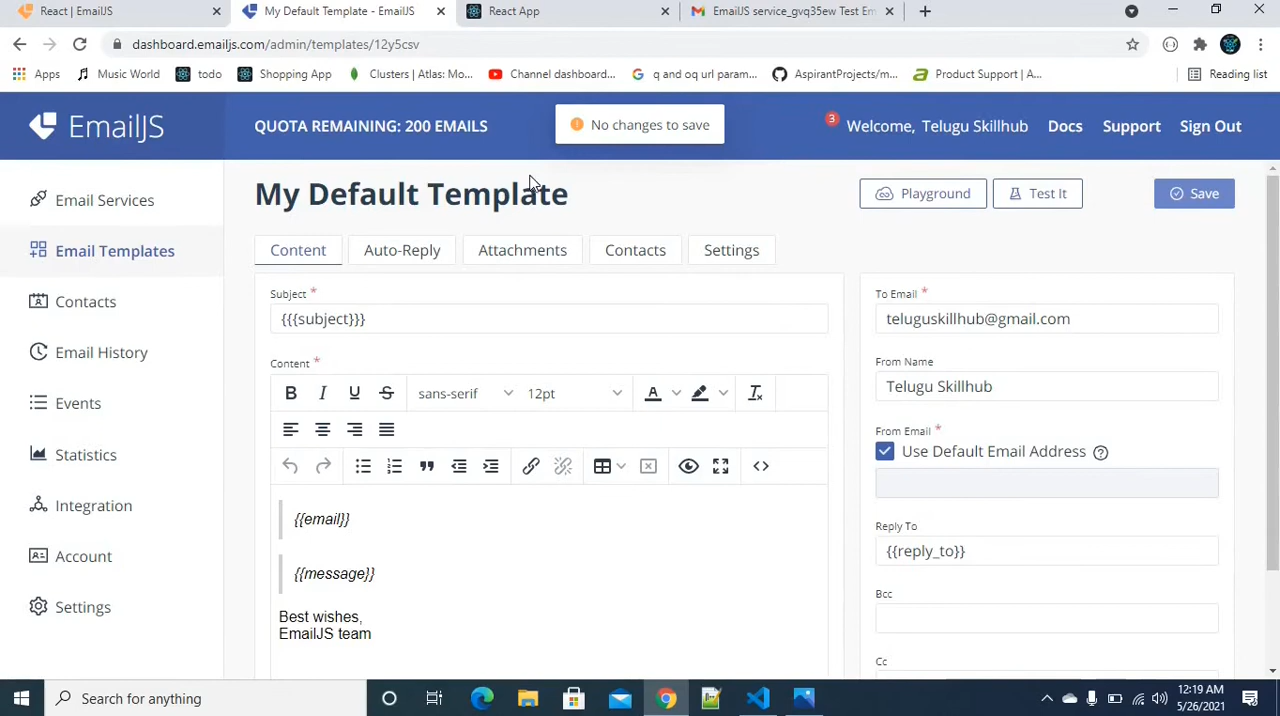 React | EmailJS
My Default Template - EmailJS
React App
EmaiJS service_gvq35ew Test Em
dashboard.emailjs.com/admin/templates/12y5csv
Apps
Music World
todo
Shopping App
Clusters | Atlas: Mo...
Channel dashboard...
q and oq url param...
AspirantProjects/m...
Product Support | A...
Reading list
EmailJS
QUOTA REMAINING: 200 EMAILS
No changes to save
3
Welcome, Telugu Skillhub
Docs
Support
Sign Out
Email Services
Email Templates
Contacts
Email History
Events
Statistics
Integration
Account
Settings
My Default Template
Playground
Test It
Save
Content
Auto-Reply
Attachments
Contacts
Settings
Subject *
{{{subject}}}
Content *
B
I
U
S
sans-serif
12pt
A
{{email}}
{{message}}
Best wishes,
EmailJS team
To Email *
teluguskillhub@gmail.com
From Name
Telugu Skillhub
From Email *
Use Default Email Address
Reply To
{{reply_to}}
Bcc
Cc
Search for anything
12:19 AM
5/26/2021